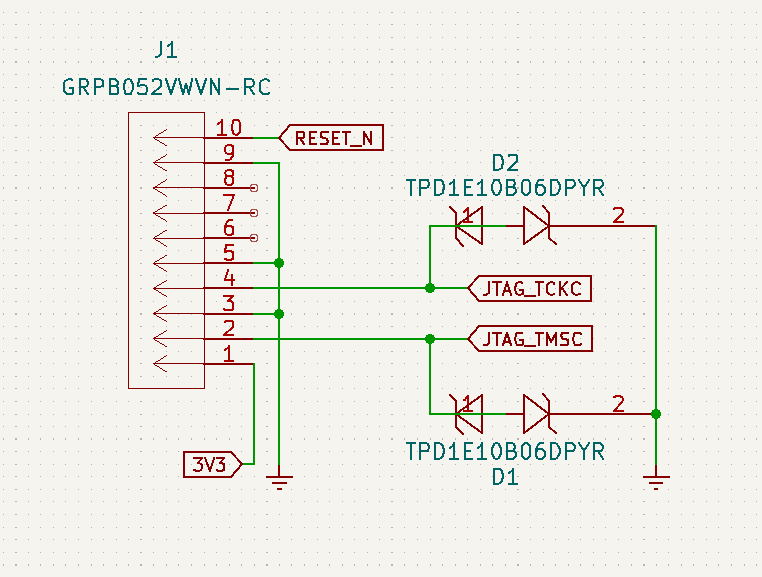 J1
GRPB052VWVN-RC
10
RESET_N
9
8
7
6
5
4
3
2
1
3V3
D2
TPD1E10B06DPYR
1
2
JTAG_TCKC
JTAG_TMSC
1
2
TPD1E10B06DPYR
D1